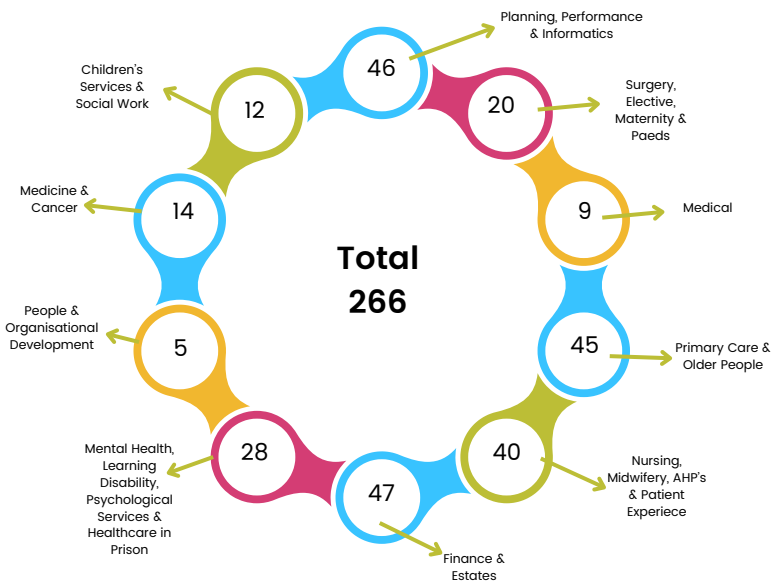 Planning, Performance
& Informatics
46
Surgery,
Elective,
Maternity &
Paeds
20
Medical
9
Primary Care &
Older People
45
Nursing,
Midwifery, AHP's
& Patient
Experiece
40
Finance &
Estates
47
Mental Health,
Learning
Disability,
Psychological
Services &
Healthcare in
Prison
28
People &
Organisational
Development
5
Medicine &
Cancer
14
Children's
Services &
Social Work
12
Total
266